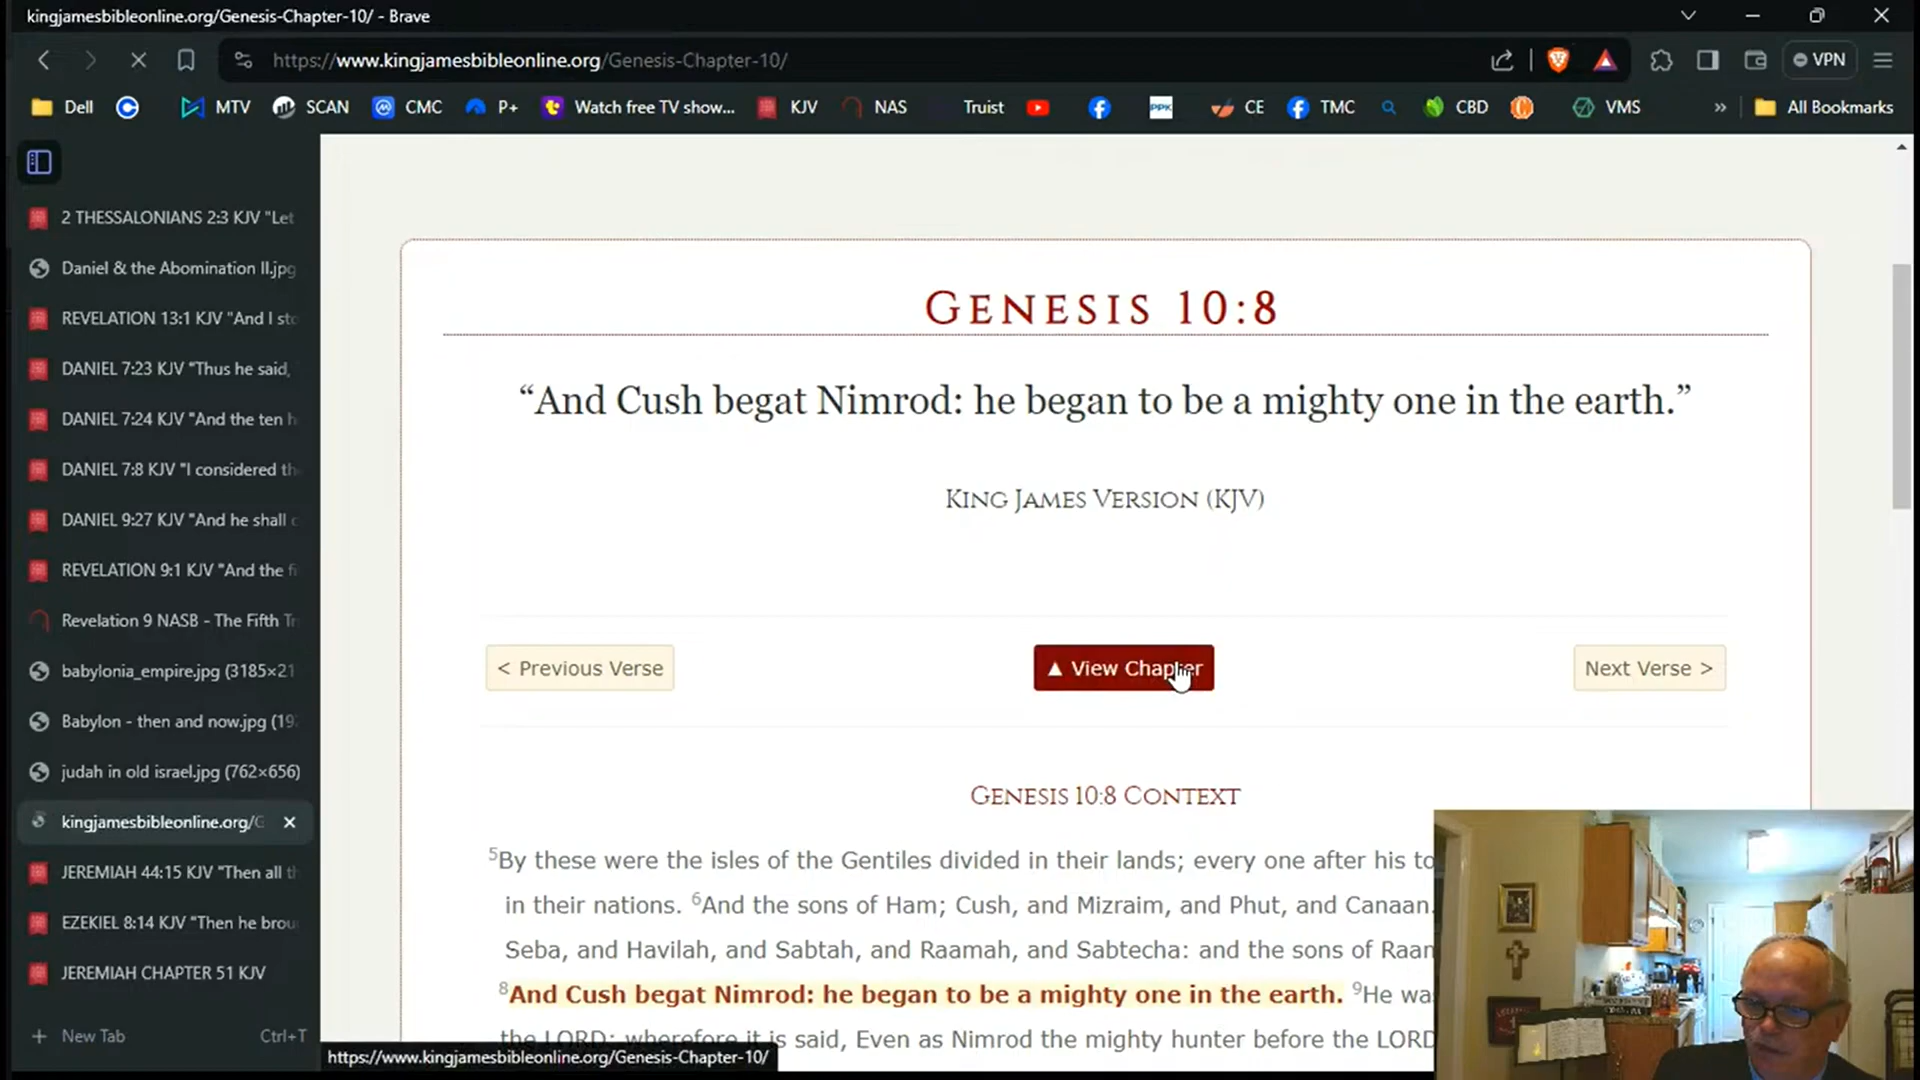 kingjamesbibleonline.org/Genesis-Chapter-10/ - Brave
https://www.kingjamesbibleonline.org/Genesis-Chapter-10/
VPN
Dell
MTV
SCAN
CMC
P+
Watch free TV show...
KJV
NAS
Truist
PPK
CE
TMC
CBD
VMS
»
All Bookmarks
2 THESSALONIANS 2:3 KJV "Let
Daniel & the Abomination II.jpg
REVELATION 13:1 KJV "And I sto
DANIEL 7:23 KJV "Thus he said,
DANIEL 7:24 KJV "And the ten h
DANIEL 7:8 KJV "I considered th
DANIEL 9:27 KJV "And he shall c
REVELATION 9:1 KJV "And the fi
Revelation 9 NASB - The Fifth Tr
babylonia_empire.jpg (3185×21
Babylon - then and now.jpg (19
judah in old israel.jpg (762×656)
kingjamesbibleonline.org/G
JEREMIAH 44:15 KJV "Then all th
EZEKIEL 8:14 KJV "Then he brou
JEREMIAH CHAPTER 51 KJV
New Tab
Ctrl+T
GENESIS 10:8
“And Cush begat Nimrod: he began to be a mighty one in the earth.”
KING JAMES VERSION (KJV)
< Previous Verse
▲ View Chapter
Next Verse >
GENESIS 10:8 CONTEXT
5By these were the isles of the Gentiles divided in their lands; every one after his to
in their nations. 6And the sons of Ham; Cush, and Mizraim, and Phut, and Canaan.
Seba, and Havilah, and Sabtah, and Raamah, and Sabtecha: and the sons of Raam
8And Cush begat Nimrod: he began to be a mighty one in the earth. 9He was
the LORD: wherefore it is said, Even as Nimrod the mighty hunter before the LORD
https://www.kingjamesbibleonline.org/Genesis-Chapter-10/